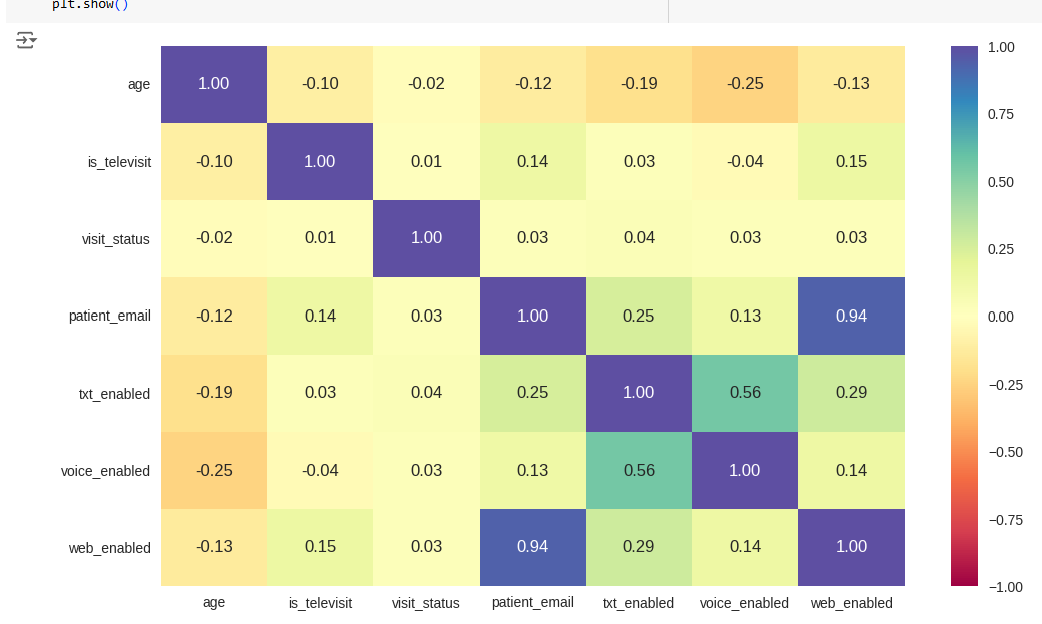 plt.show()
1.00
age 1.00 -0.10 -0.02 -0.12 -0.19 -0.25 -0.13
0.75
is_televisit -0.10 1.00 0.01 0.14 0.03 -0.04 0.15
0.50
visit_status -0.02 0.01 1.00 0.03 0.04 0.03 0.03
0.25
patient_email -0.12 0.14 0.03 1.00 0.25 0.13 0.94
0.00
txt_enabled -0.19 0.03 0.04 0.25 1.00 0.56 0.29
−0.25
−0.50
voice_enabled -0.25 -0.04 0.03 0.13 0.56 1.00 0.14
−0.75
web_enabled -0.13 0.15 0.03 0.94 0.29 0.14 1.00
−1.00
age is_televisit visit_status patient_email txt_enabled voice_enabled web_enabled